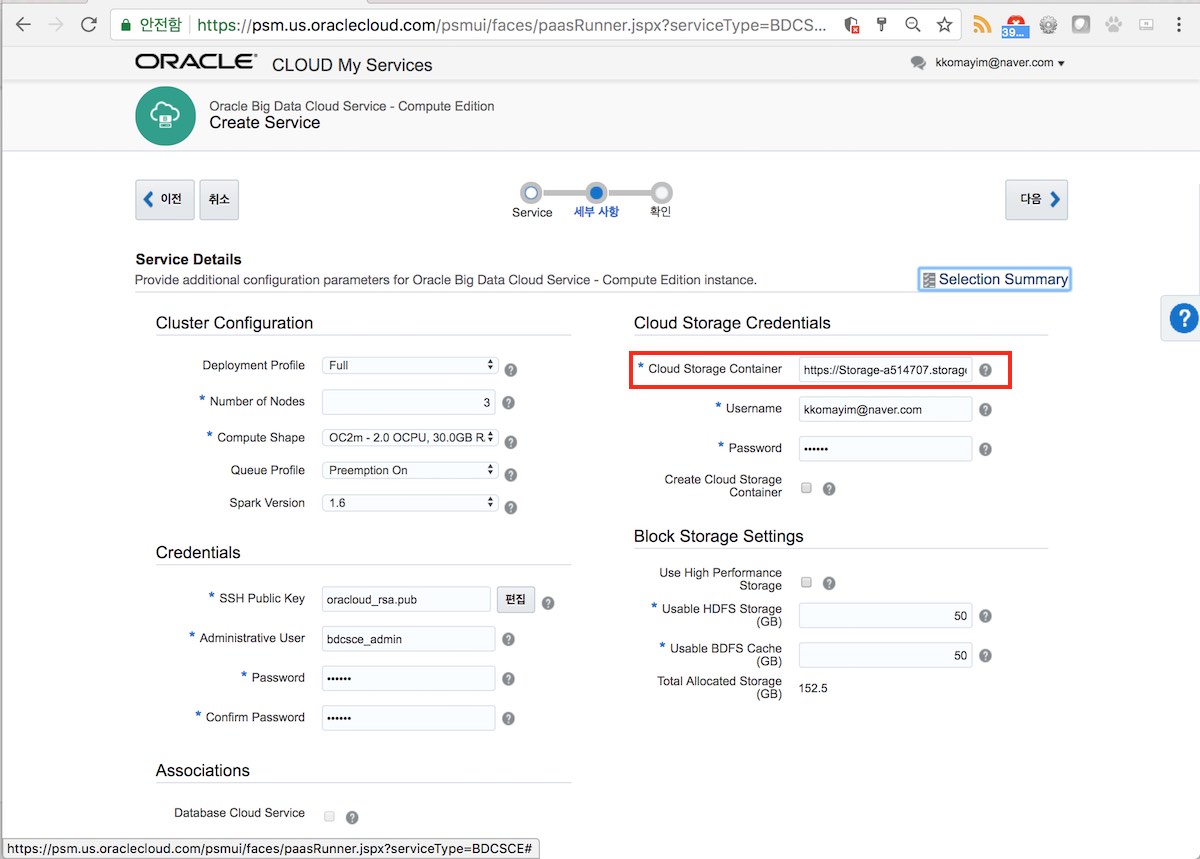 안전함 https://psm.us.oraclecloud.com/psmui/faces/paasRunner.jspx?serviceType=BDCS...
39...
ORACLE CLOUD My Services
kkomayim@naver.com
Oracle Big Data Cloud Service - Compute Edition
Create Service
이전 취소
Service 세부 사항 확인
다음
Service Details
Provide additional configuration parameters for Oracle Big Data Cloud Service - Compute Edition instance.
Selection Summary
?
Cluster Configuration
Deployment Profile Full ?
* Number of Nodes 3 ?
* Compute Shape OC2m - 2.0 OCPU, 30.0GB R ?
Queue Profile Preemption On ?
Spark Version 1.6 ?
Credentials
* SSH Public Key oracloud_rsa.pub 편집 ?
* Administrative User bdcsce_admin ?
* Password •••••• ?
* Confirm Password •••••• ?
Associations
Database Cloud Service ?
Cloud Storage Credentials
* Cloud Storage Container https://Storage-a514707.storage ?
* Username kkomayim@naver.com ?
* Password •••••• ?
Create Cloud Storage
Container ?
Block Storage Settings
Use High Performance
Storage ?
* Usable HDFS Storage
(GB) 50 ?
* Usable BDFS Cache
(GB) 50 ?
Total Allocated Storage
(GB) 152.5
https://psm.us.oraclecloud.com/psmui/faces/paasRunner.jspx?serviceType=BDCSCE#